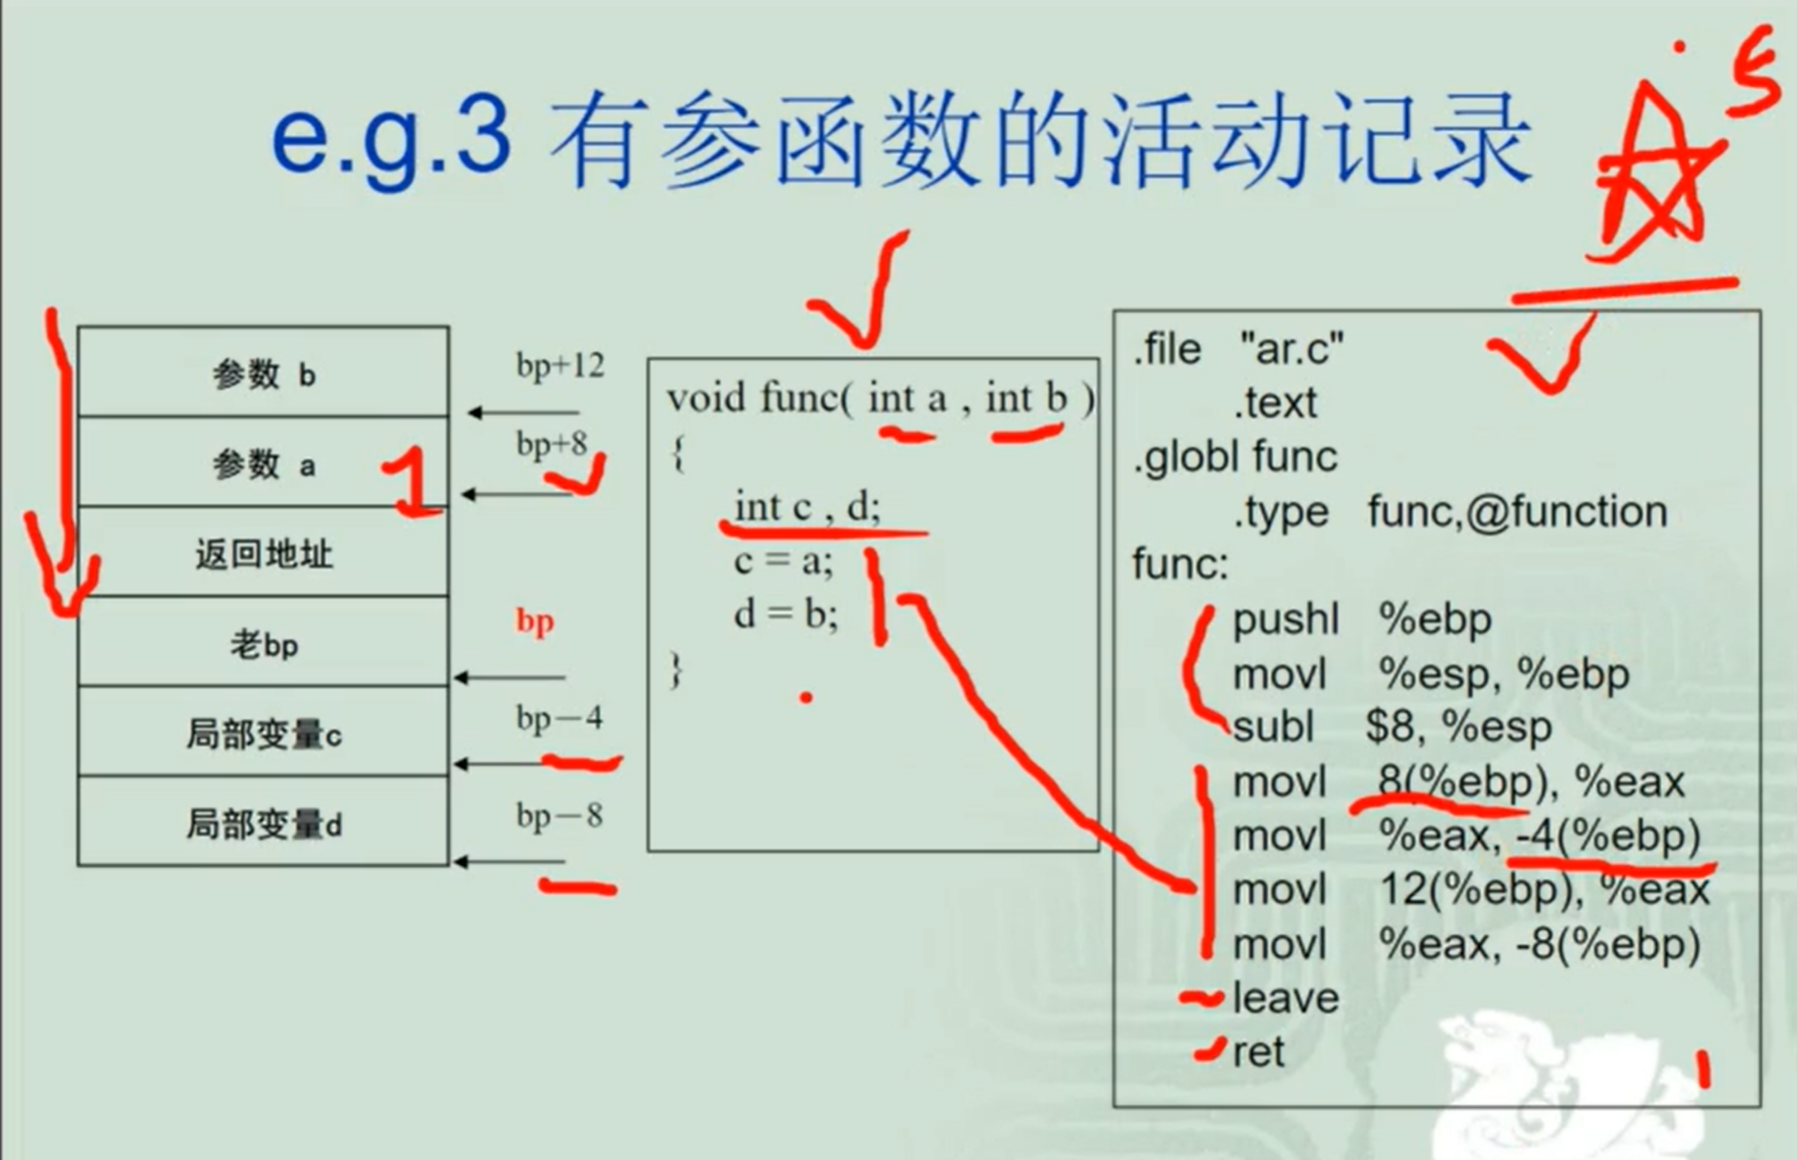 e.g.3 有参函数的活动记录
5
参数 b
参数 a
1
返回地址
老bp
局部变量c
局部变量d
bp+12
bp+8
bp
bp－4
bp－8
void func( int a , int b )
{
int c , d;
c = a;
d = b;
}
.file "ar.c"
.text
.globl func
.type func,@function
func:
pushl %ebp
movl %esp, %ebp
subl $8, %esp
movl 8(%ebp), %eax
movl %eax, -4(%ebp)
movl 12(%ebp), %eax
movl %eax, -8(%ebp)
leave
ret